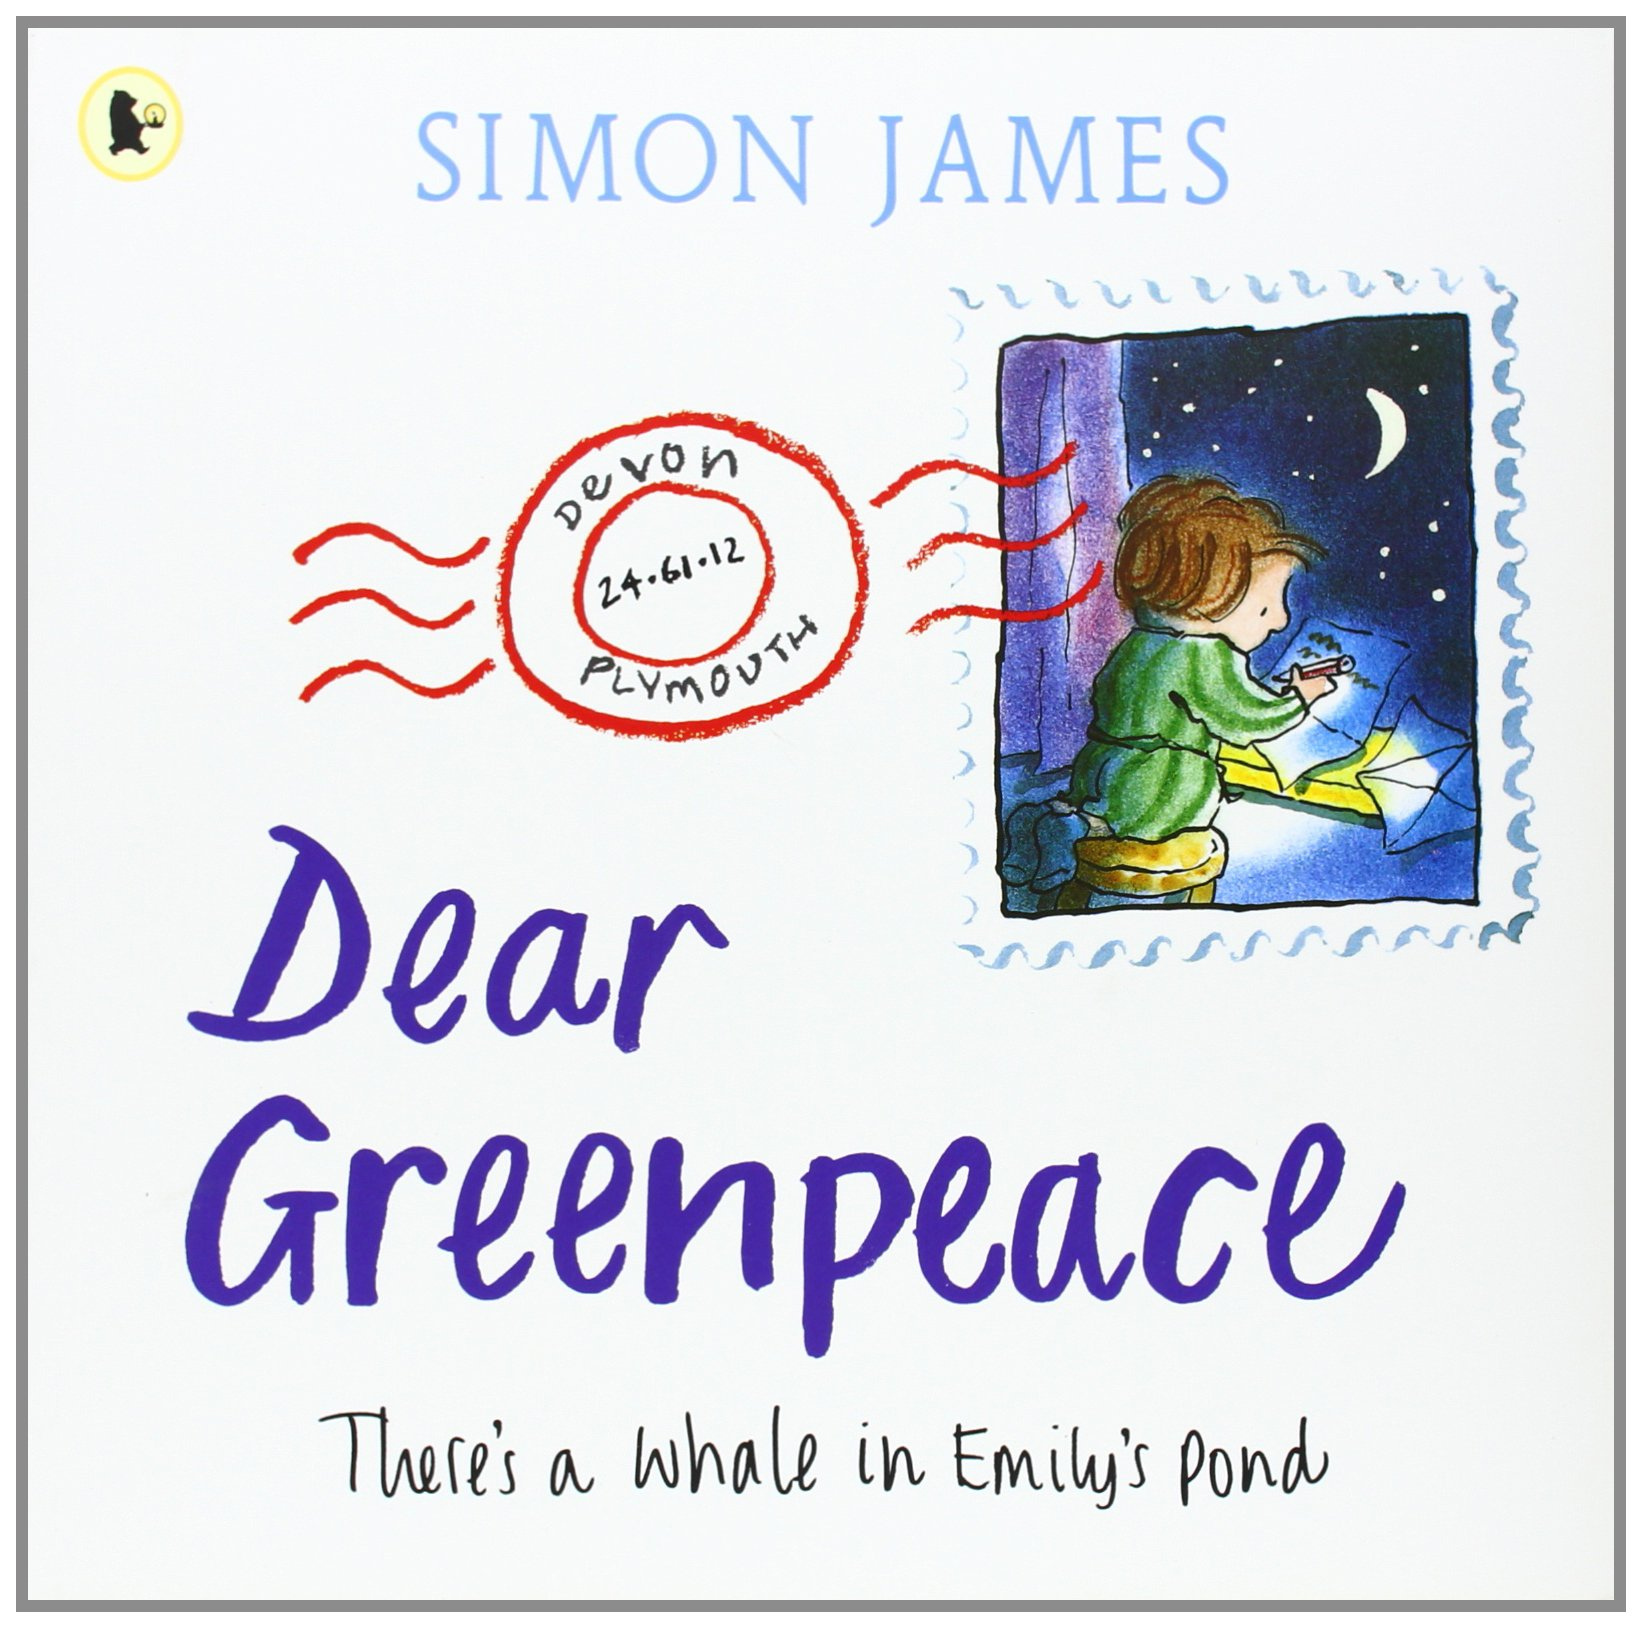 SIMON JAMES
DEVON
24.61.12
PLYMOUTH
Dear
Greenpeace
There's a Whale in Emily's Pond